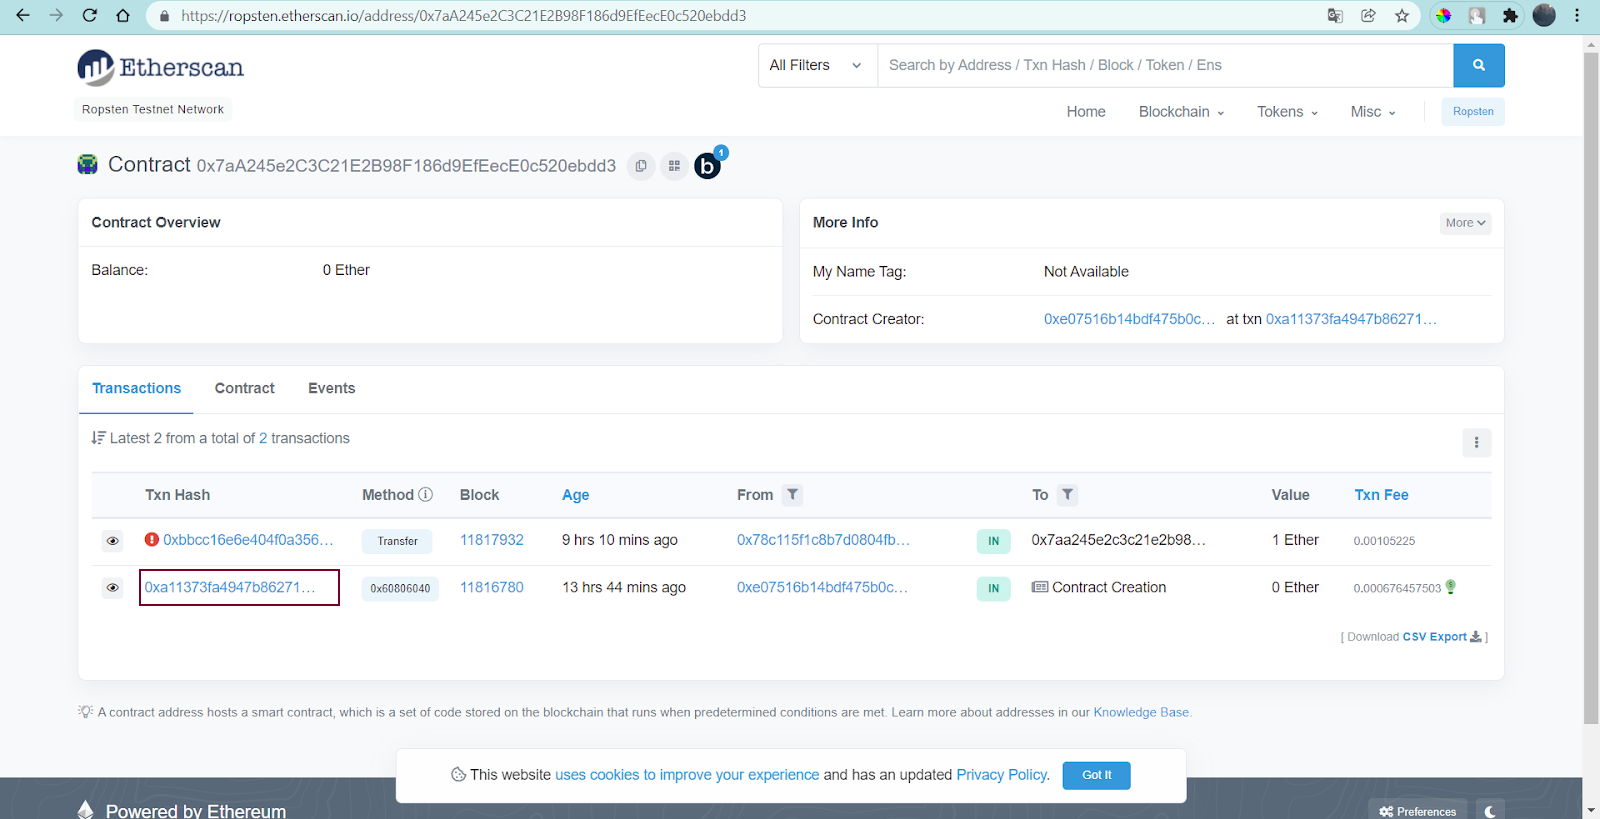 https://ropsten.etherscan.io/address/0x7aA245e2C3C21E2B98F186d9EfEecE0c520ebdd3
Etherscan
All Filters
Search by Address / Txn Hash / Block / Token / Ens
Ropsten Testnet Network
Home Blockchain Tokens Misc Ropsten
Contract 0x7aA245e2C3C21E2B98F186d9EfEecE0c520ebdd3 b 1
Contract Overview
Balance: 0 Ether
More Info More
My Name Tag: Not Available
Contract Creator: 0xe07516b14bdf475b0c... at txn 0xa11373fa4947b86271...
Transactions Contract Events
Latest 2 from a total of 2 transactions
Txn Hash Method Block Age From To Value Txn Fee
0xbbcc16e6e404f0a356... Transfer 11817932 9 hrs 10 mins ago 0x78c115f1c8b7d0804fb... IN 0x7aa245e2c3c21e2b98... 1 Ether 0.00105225
0xa11373fa4947b86271... 0x60806040 11816780 13 hrs 44 mins ago 0xe07516b14bdf475b0c... IN Contract Creation 0 Ether 0.000676457503
[ Download CSV Export ]
A contract address hosts a smart contract, which is a set of code stored on the blockchain that runs when predetermined conditions are met. Learn more about addresses in our Knowledge Base.
This website uses cookies to improve your experience and has an updated Privacy Policy. Got It
Powered by Ethereum
Preferences